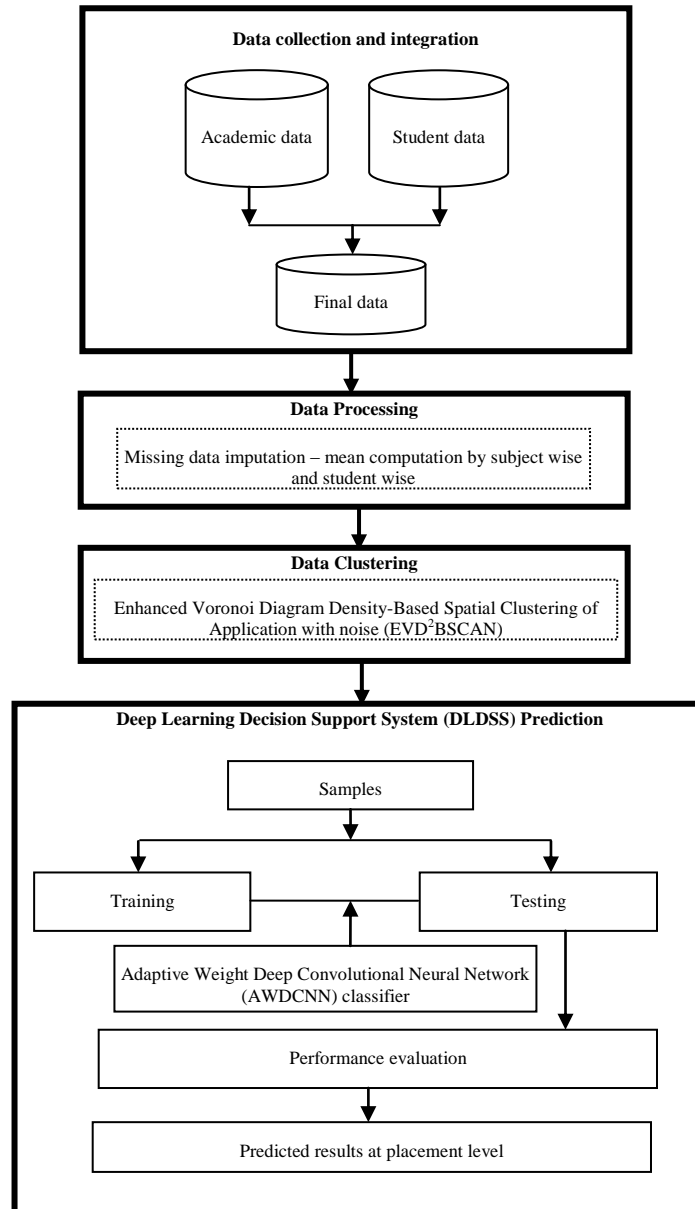 Data collection and integration
Academic data
Student data
Final data
Data Processing
Missing data imputation – mean computation by subject wise
and student wise
Data Clustering
Enhanced Voronoi Diagram Density-Based Spatial Clustering of
Application with noise (EVD²BSCAN)
Deep Learning Decision Support System (DLDSS) Prediction
Samples
Training
Testing
Adaptive Weight Deep Convolutional Neural Network
(AWDCNN) classifier
Performance evaluation
Predicted results at placement level